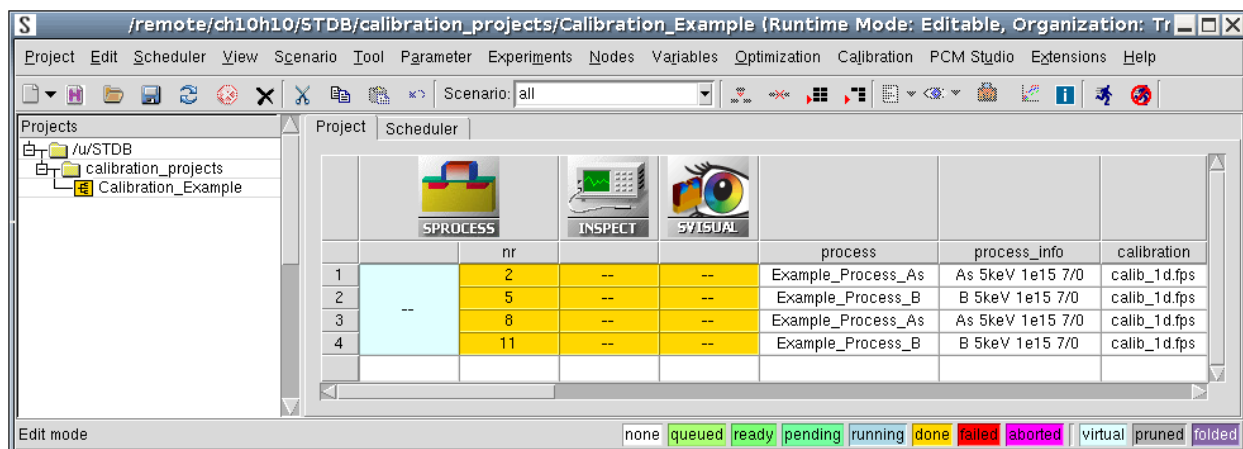 S /remote/ch10h10/STDB/calibration_projects/Calibration_Example (Runtime Mode: Editable, Organization: Tr
Project Edit Scheduler View Scenario Tool Parameter Experiments Nodes Variables Optimization Calibration PCM Studio Extensions Help
Scenario: all
Projects
/u/STDB
calibration_projects
Calibration_Example
Project Scheduler
SPROCESS INSPECT SVISUAL
nr process process_info calibration
1 -- 2 -- -- Example_Process_As As 5keV 1e15 7/0 calib_1d.fps
2 5 -- -- Example_Process_B B 5keV 1e15 7/0 calib_1d.fps
3 8 -- -- Example_Process_As As 5keV 1e15 7/0 calib_1d.fps
4 11 -- -- Example_Process_B B 5keV 1e15 7/0 calib_1d.fps
Edit mode none queued ready pending running done failed aborted virtual pruned folded